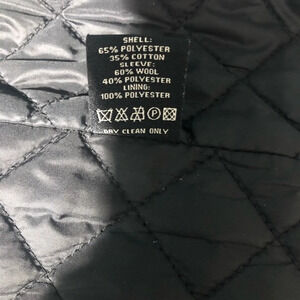 SHELL:
65% POLYESTER
35% COTTON
SLEEVE:
60% WOOL
40% POLYESTER
LINING:
100% POLYESTER
P
DRY CLEAN ONLY